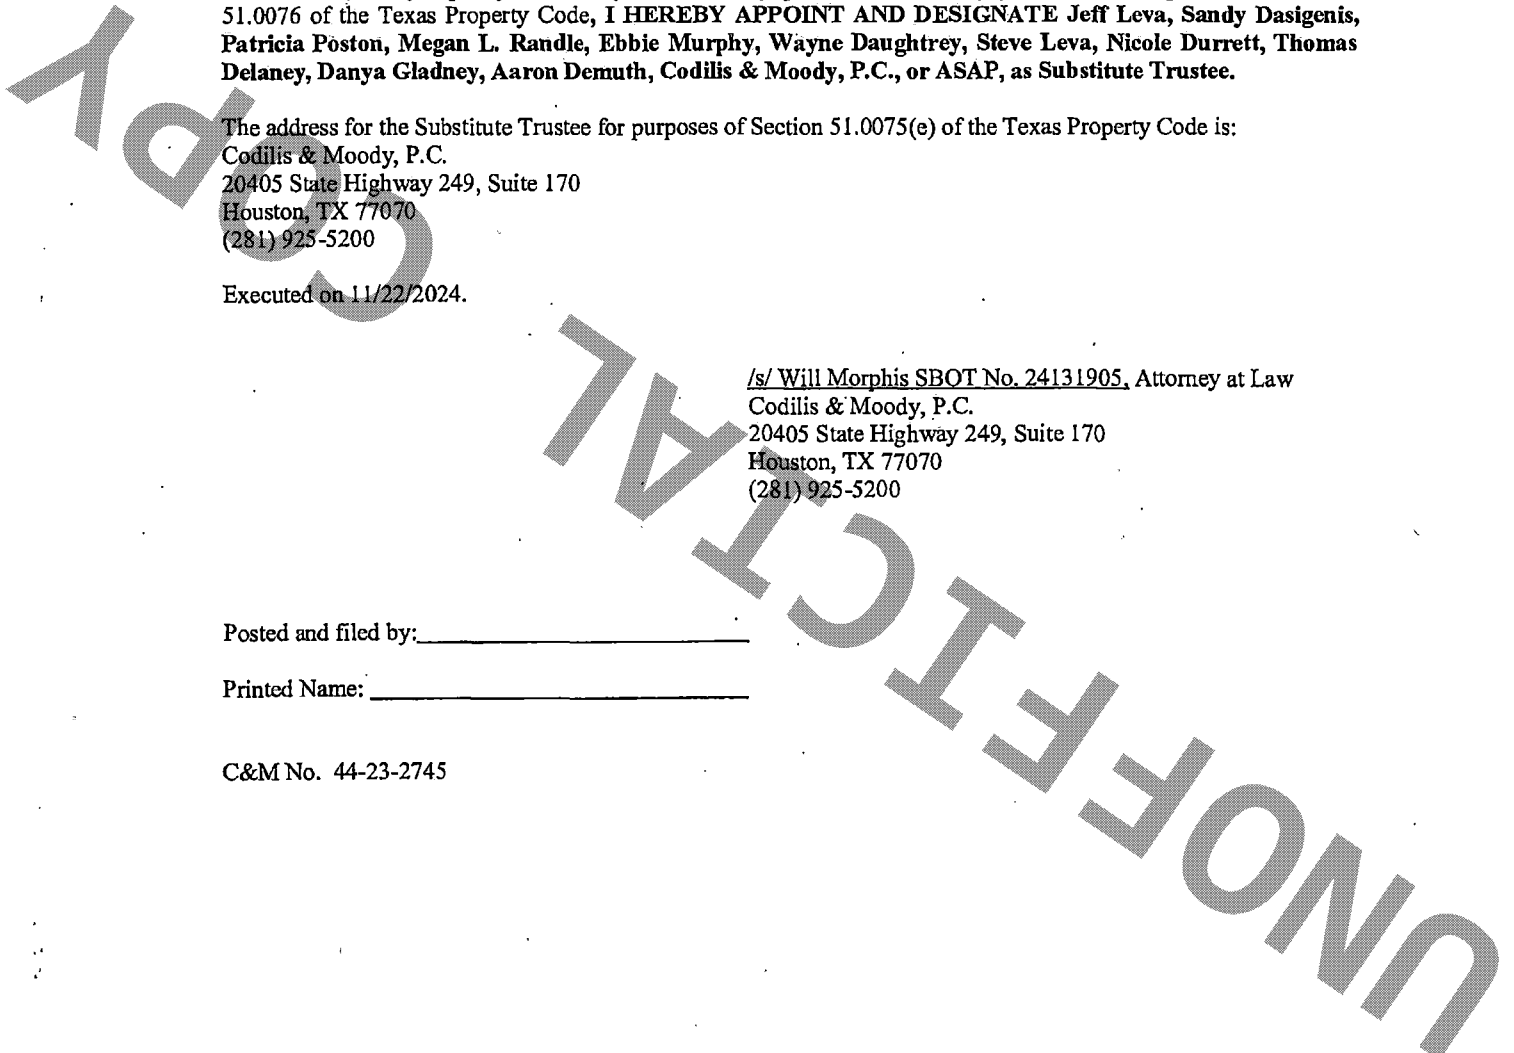 51.0076 of the Texas Property Code, I HEREBY APPOINT AND DESIGNATE Jeff Leva, Sandy Dasigenis,
Patricia Poston, Megan L. Randle, Ebbie Murphy, Wayne Daughtrey, Steve Leva, Nicole Durrett, Thomas
Delaney, Danya Gladney, Aaron Demuth, Codilis & Moody, P.C., or ASAP, as Substitute Trustee.
The address for the Substitute Trustee for purposes of Section 51.0075(e) of the Texas Property Code is:
Codilis & Moody, P.C.
20405 State Highway 249, Suite 170
Houston, TX 77070
(281) 925-5200
Executed on 11/22/2024.
/s/ Will Morphis SBOT No. 24131905, Attorney at Law
Codilis & Moody, P.C.
20405 State Highway 249, Suite 170
Houston, TX 77070
(281) 925-5200
Posted and filed by:
Printed Name:
C&M No. 44-23-2745
UNOFFICIAL COPY